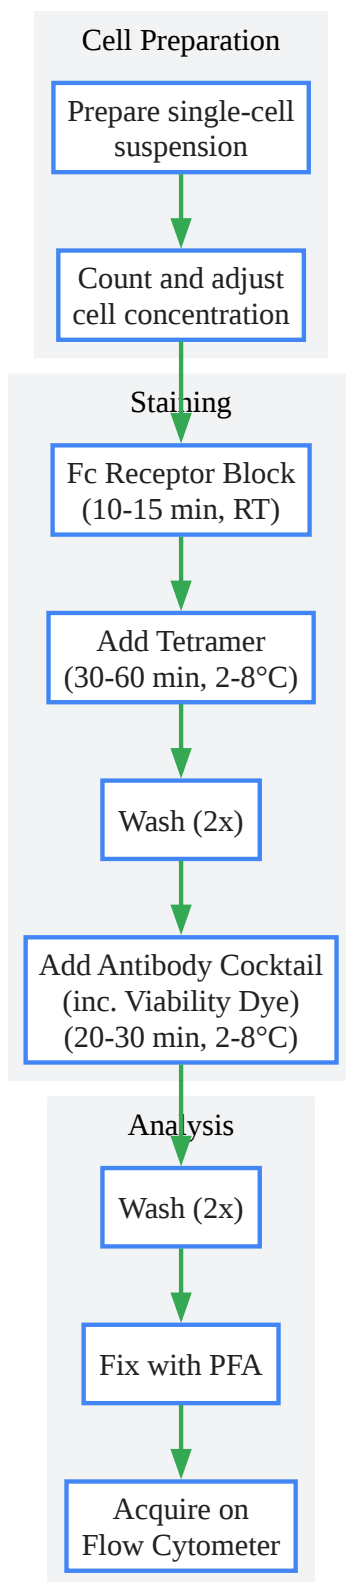 Cell Preparation
Prepare single-cell
suspension
Count and adjust
cell concentration
Staining
Fc Receptor Block
(10-15 min, RT)
Add Tetramer
(30-60 min, 2-8°C)
Wash (2x)
Add Antibody Cocktail
(inc. Viability Dye)
(20-30 min, 2-8°C)
Analysis
Wash (2x)
Fix with PFA
Acquire on
Flow Cytometer